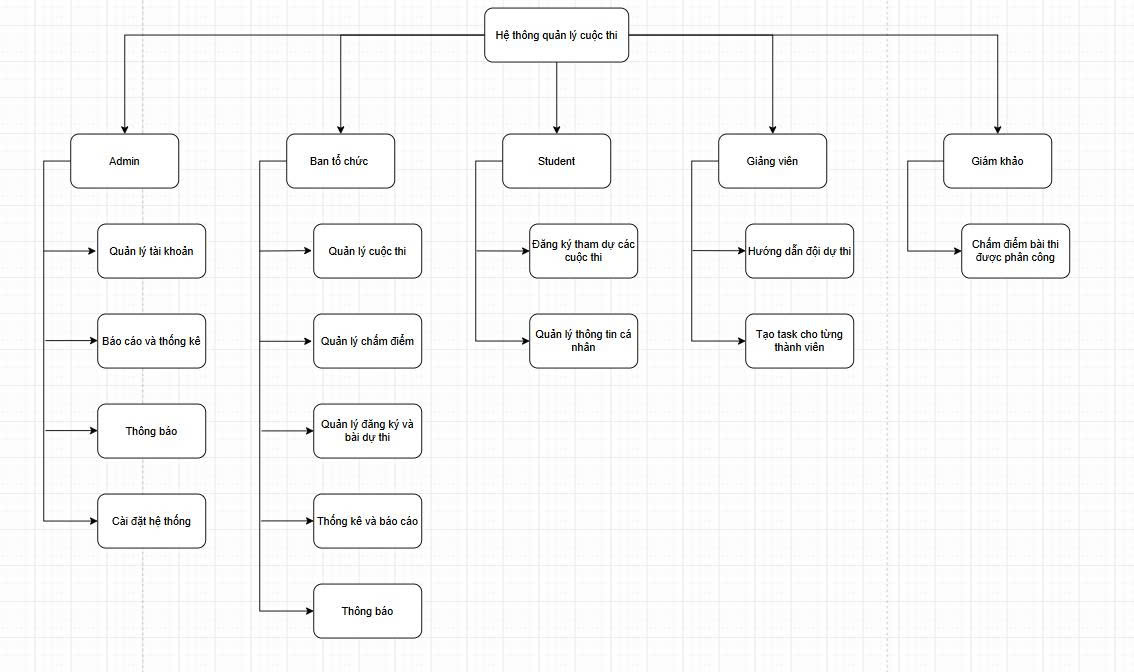 Hệ thống quản lý cuộc thi
Admin
Ban tổ chức
Student
Giảng viên
Giám khảo
Quản lý tài khoản
Quản lý cuộc thi
Đăng ký tham dự các
cuộc thi
Hướng dẫn đội dự thi
Chấm điểm bài thi
được phân công
Báo cáo và thống kê
Quản lý chấm điểm
Quản lý thông tin cá
nhân
Tạo task cho từng
thành viên
Thông báo
Quản lý đăng ký và
bài dự thi
Cài đặt hệ thống
Thống kê và báo cáo
Thông báo